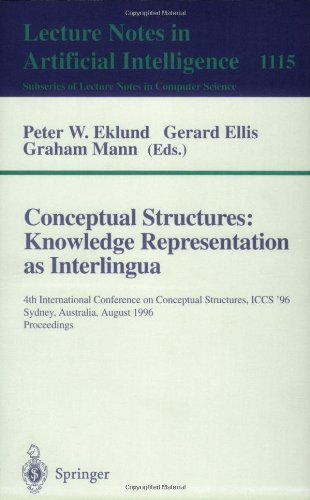 Lecture Notes in
Artificial Intelligence 1115
Subseries of Lecture Notes in Computer Science
Peter W. Eklund Gerard Ellis
Graham Mann (Eds.)
Conceptual Structures:
Knowledge Representation
as Interlingua
4th International Conference on Conceptual Structures, ICCS '96
Sydney, Australia, August 1996
Proceedings
Springer